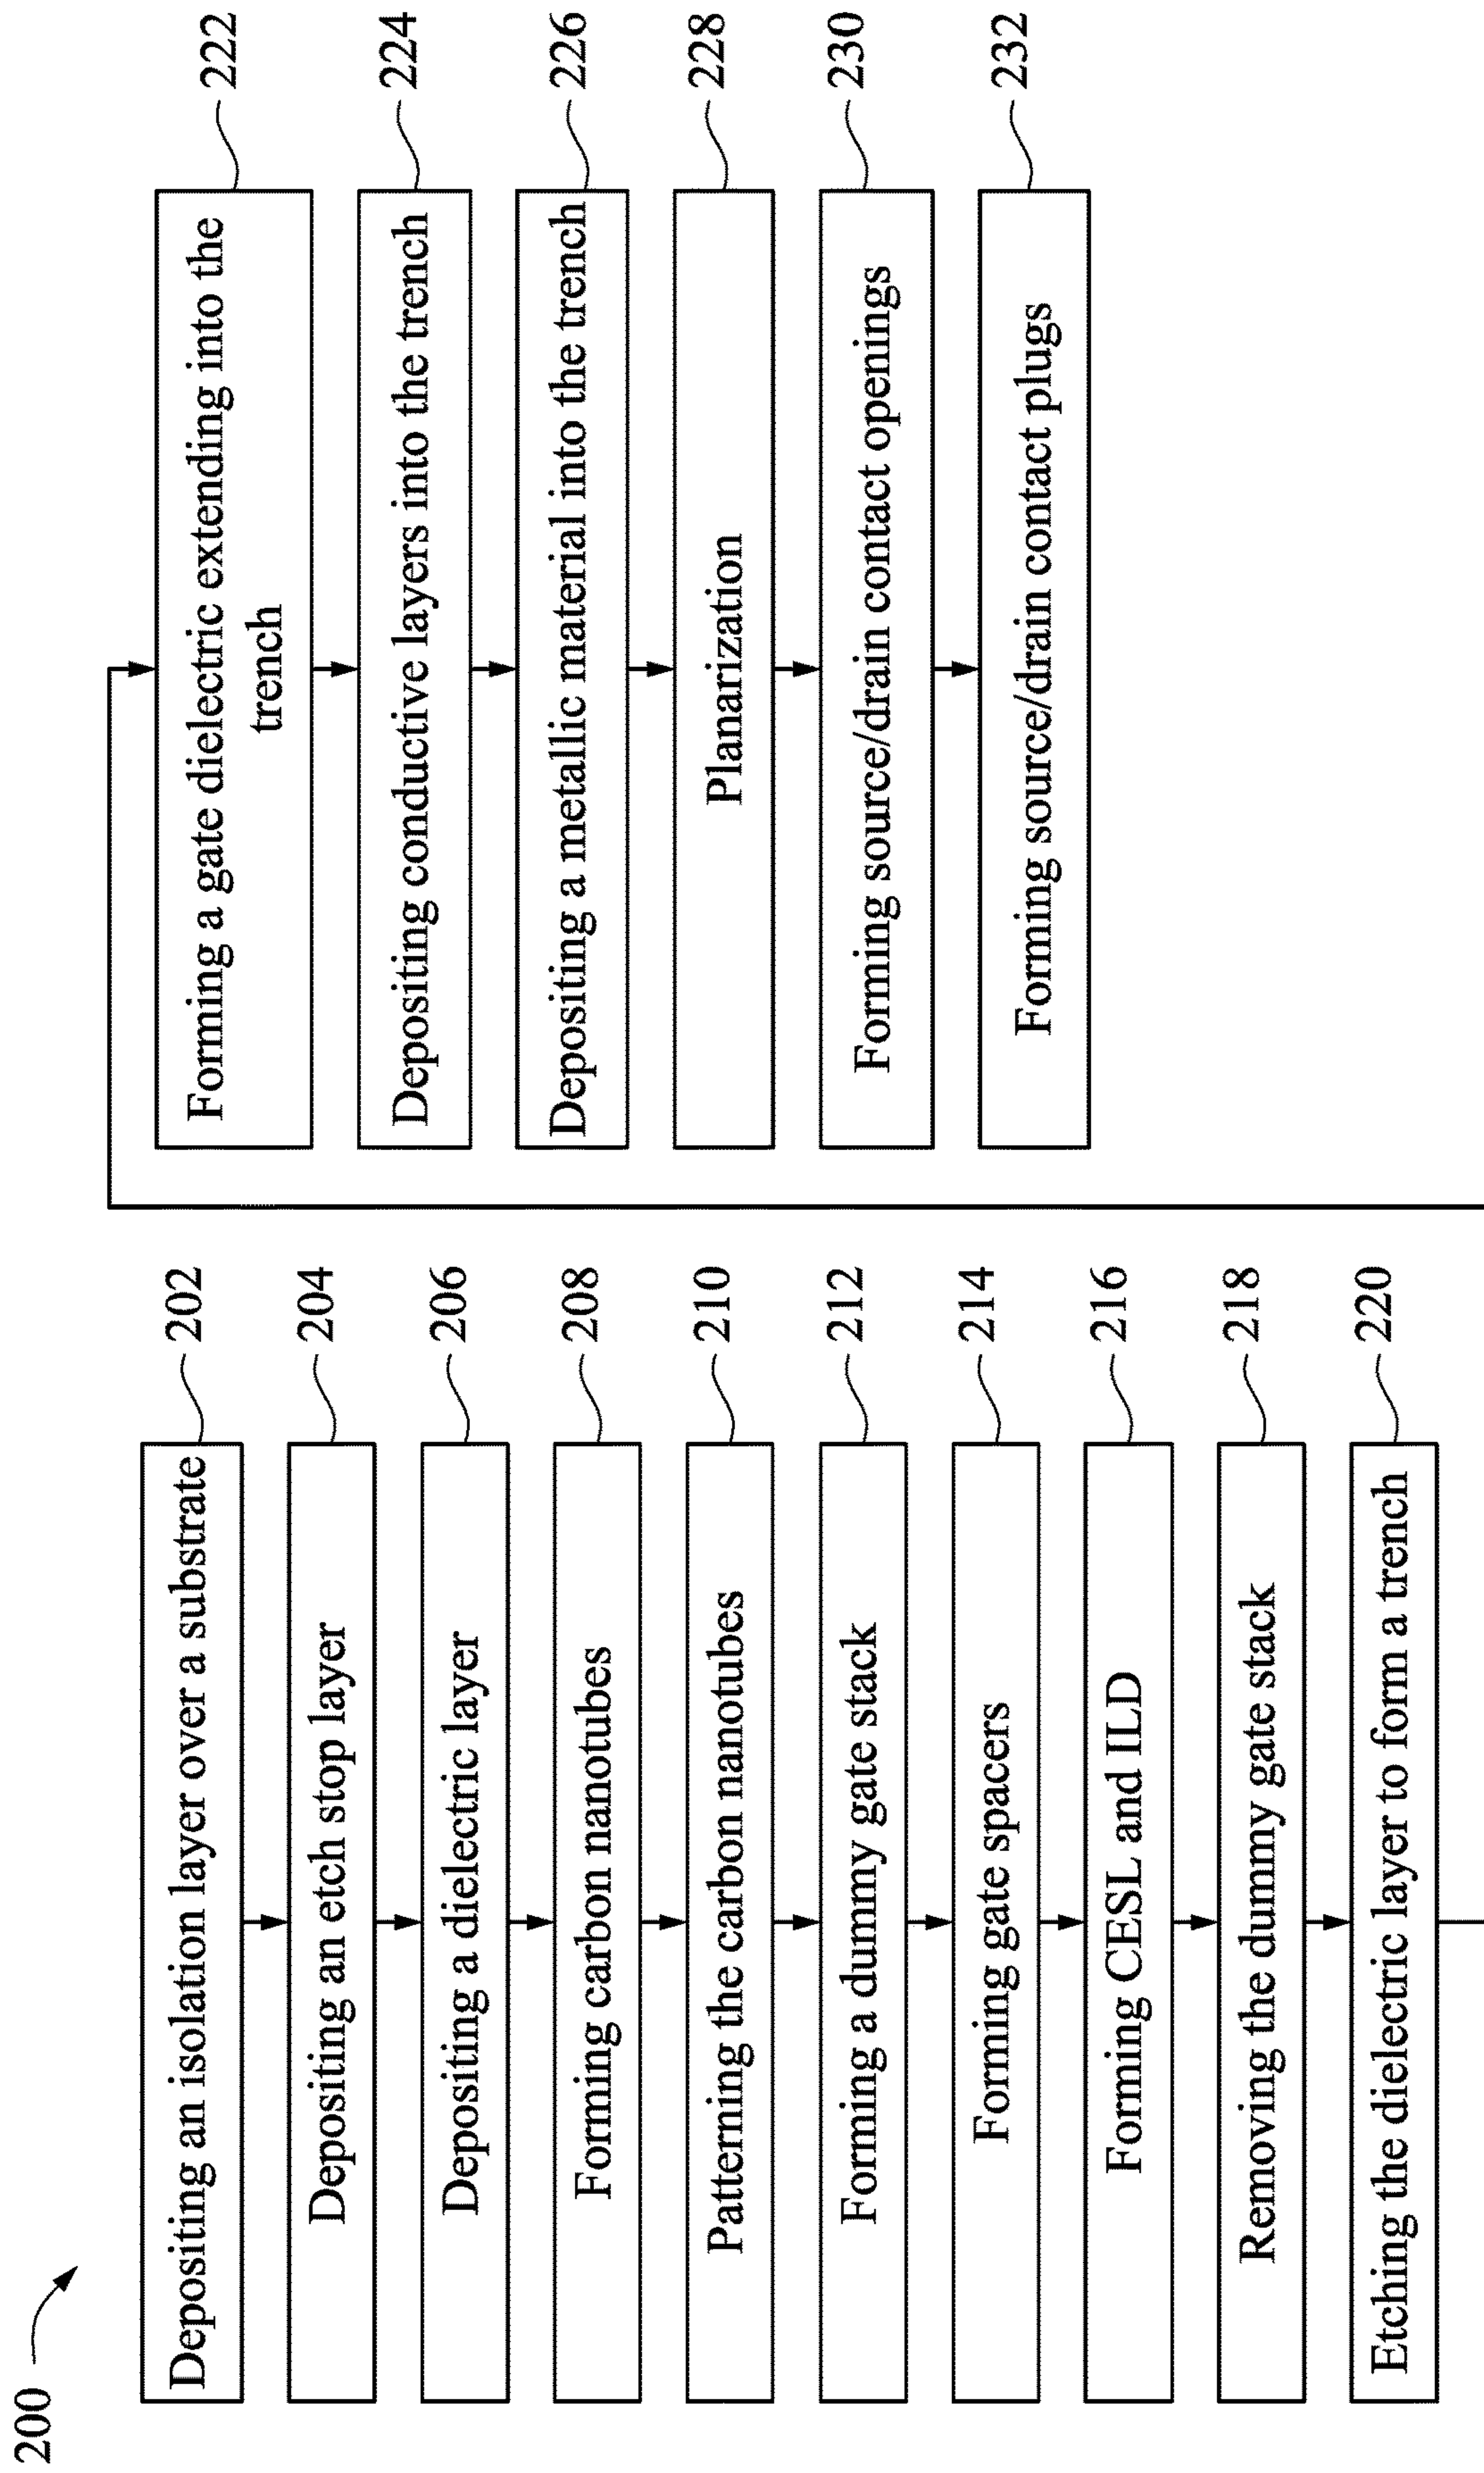 200
Depositing an isolation layer over a substrate
202
Depositing an etch stop layer
204
Depositing a dielectric layer
206
Forming carbon nanotubes
208
Patterning the carbon nanotubes
210
Forming a dummy gate stack
212
Forming gate spacers
214
Forming CESL and ILD
216
Removing the dummy gate stack
218
Etching the dielectric layer to form a trench
220
Forming a gate dielectric extending into the
trench
222
Depositing conductive layers into the trench
224
Depositing a metallic material into the trench
226
Planarization
228
Forming source/drain contact openings
230
Forming source/drain contact plugs
232